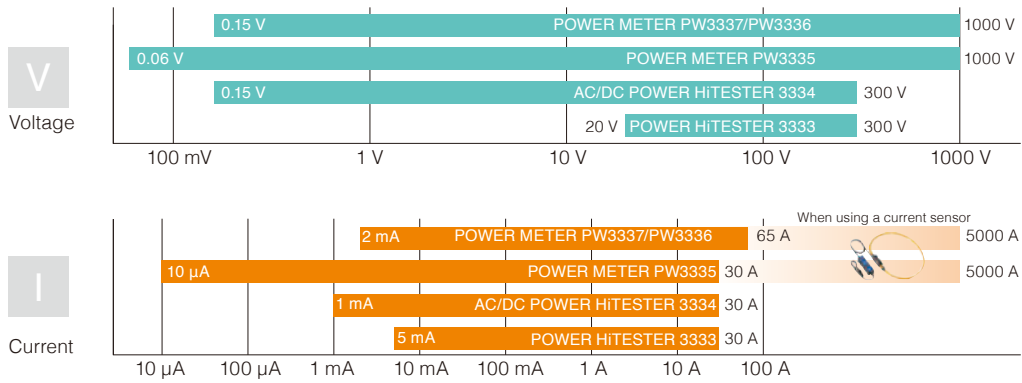 0.15 V POWER METER PW3337/PW3336 1000 V
0.06 V POWER METER PW3335 1000 V
V
0.15 V AC/DC POWER HiTESTER 3334 300 V
Voltage
20 V POWER HiTESTER 3333 300 V
100 mV 1 V 10 V 100 V 1000 V
When using a current sensor
2 mA POWER METER PW3337/PW3336 65 A 5000 A
10 µA POWER METER PW3335 30 A 5000 A
I
1 mA AC/DC POWER HiTESTER 3334 30 A
5 mA POWER HiTESTER 3333 30 A
Current
10 µA 100 µA 1 mA 10 mA 100 mA 1 A 10 A 100 A